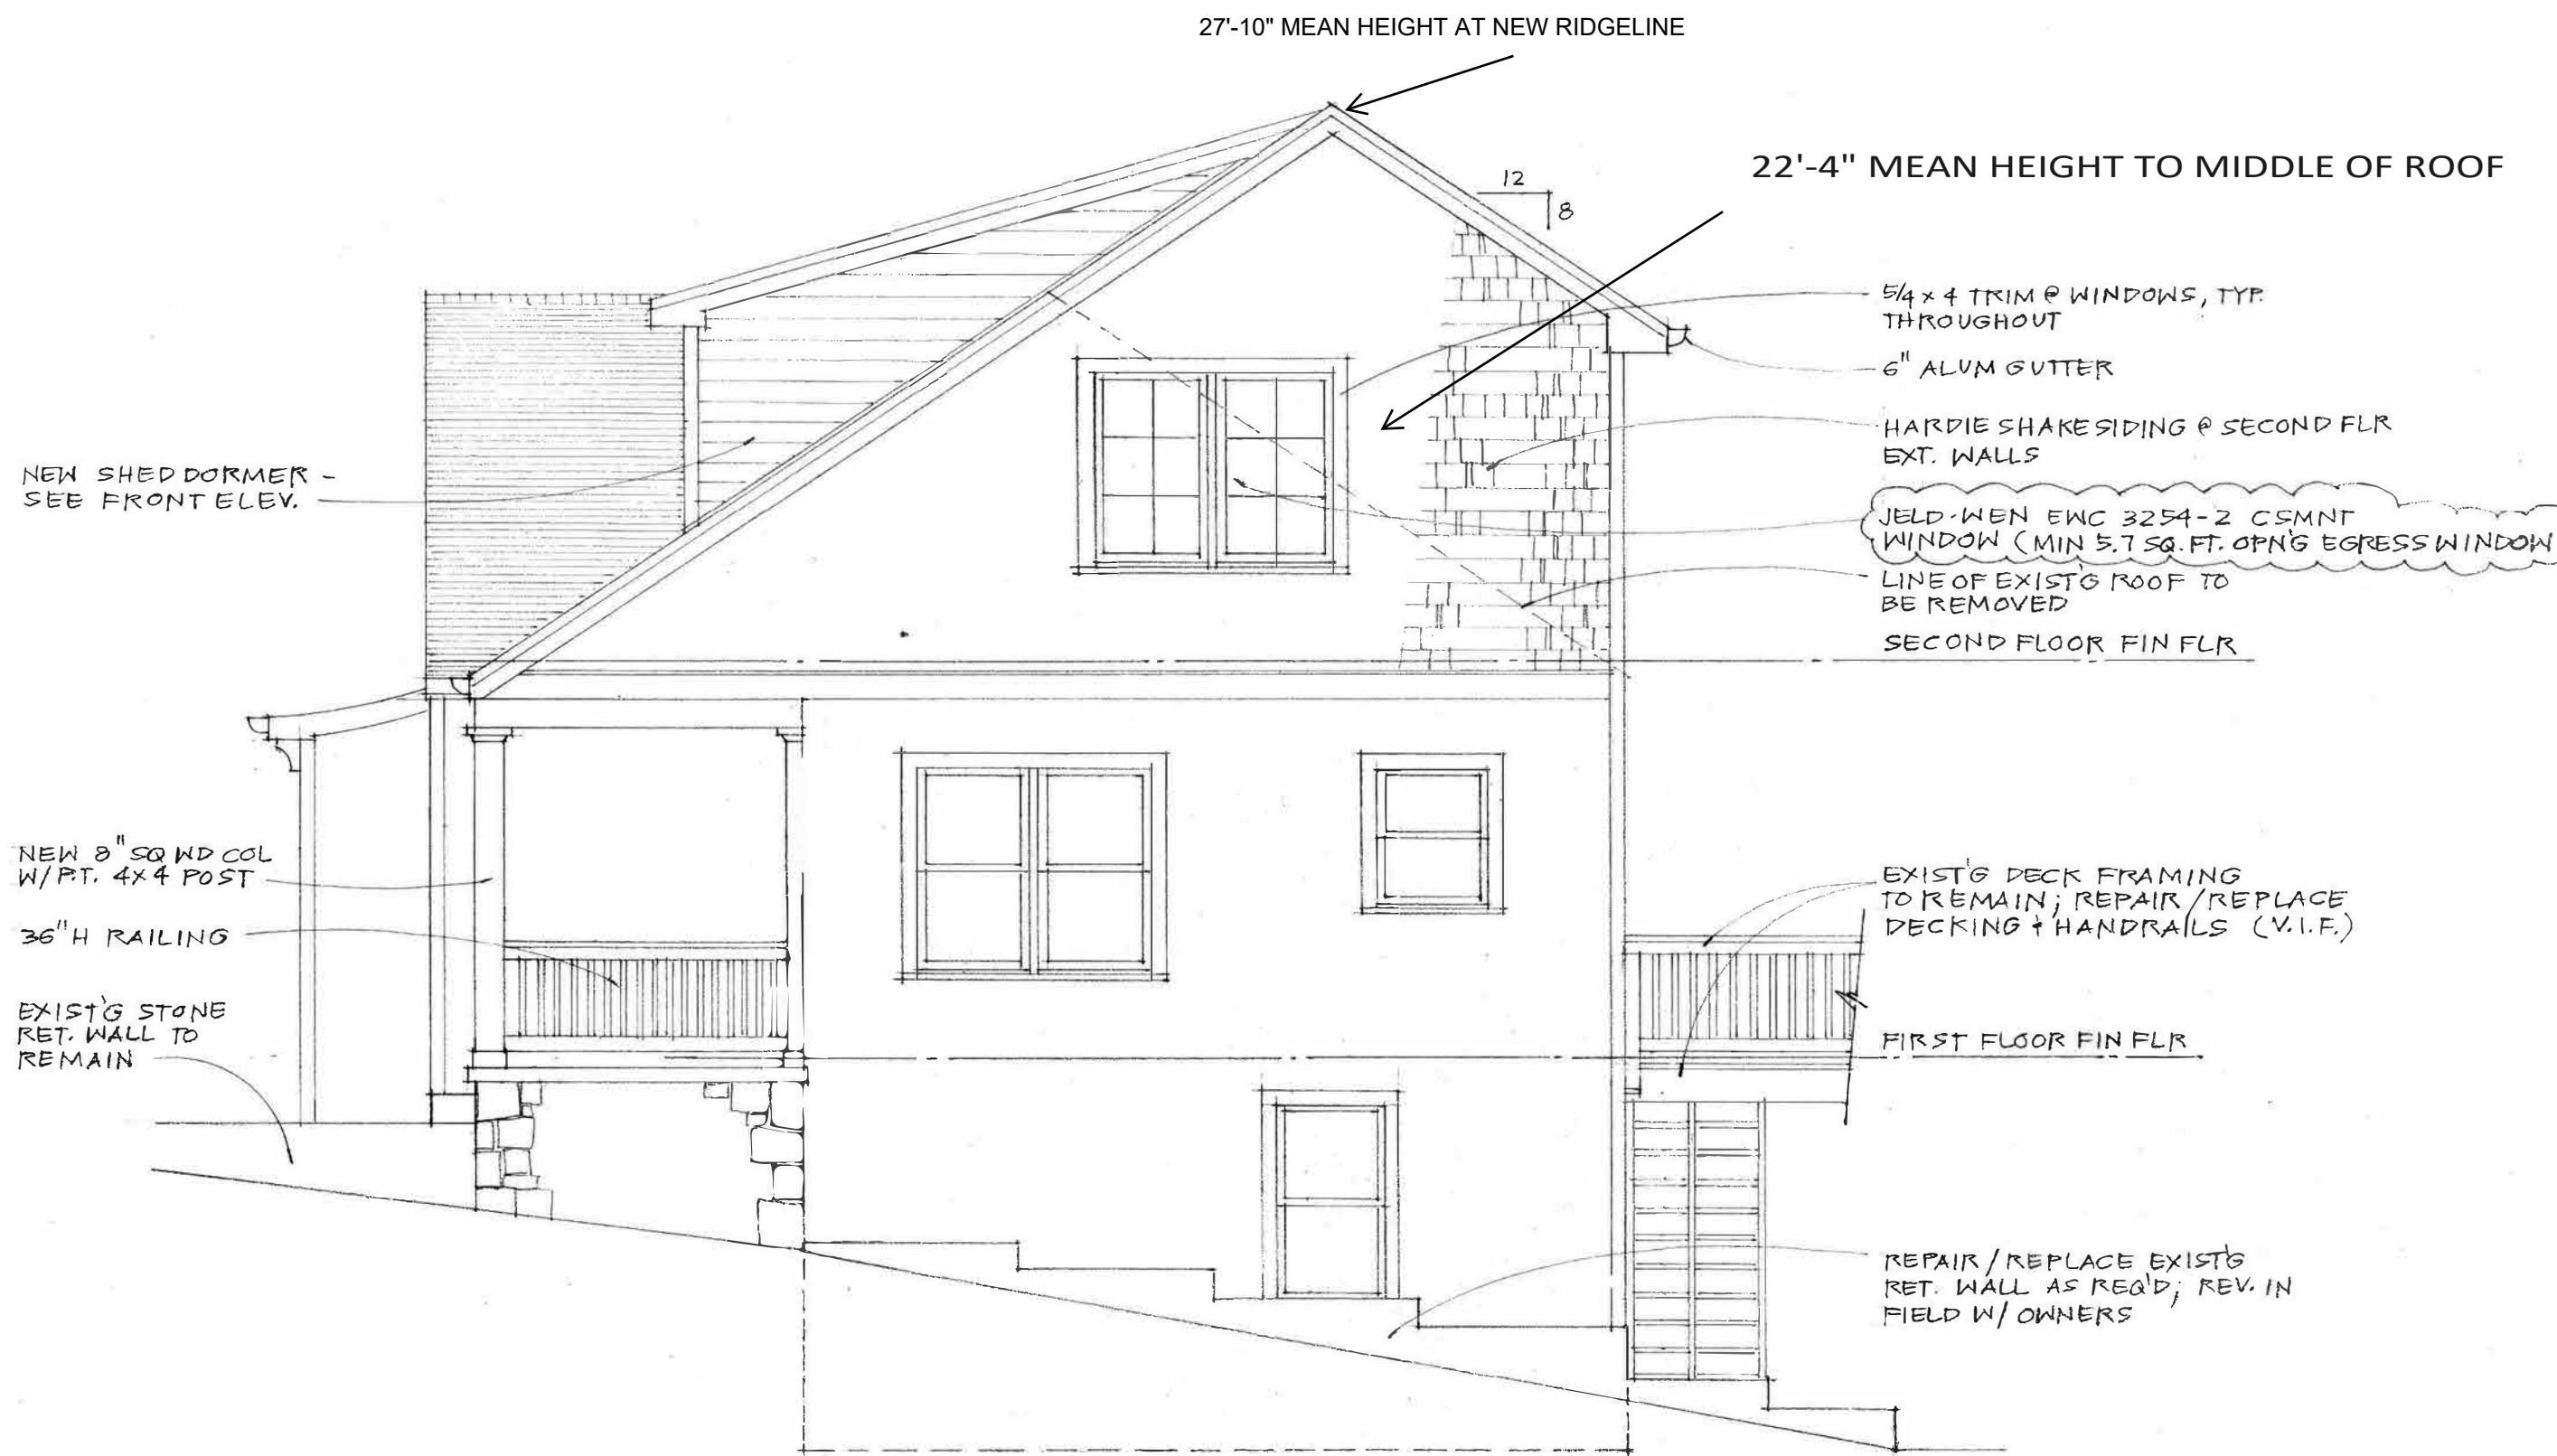 27'-10" MEAN HEIGHT AT NEW RIDGELINE
22'-4" MEAN HEIGHT TO MIDDLE OF ROOF
12
8
5/4 x 4 TRIM @ WINDOWS, TYP.
THROUGHOUT
6" ALUM GUTTER
HARDIE SHAKE SIDING @ SECOND FLR
EXT. WALLS
JELD-WEN EWC 3254-2 CSMNT
WINDOW (MIN 5.7 SQ. FT. OPN'G EGRESS WINDOW
LINE OF EXIST'G ROOF TO
BE REMOVED
SECOND FLOOR FIN FLR
NEW SHED DORMER -
SEE FRONT ELEV.
NEW 8" SQ WD COL
W/ P.T. 4x4 POST
36"H RAILING
EXIST'G STONE
RET. WALL TO
REMAIN
EXIST'G DECK FRAMING
TO REMAIN; REPAIR/REPLACE
DECKING + HANDRAILS (V.I.F.)
FIRST FLOOR FIN FLR
REPAIR/REPLACE EXIST'G
RET. WALL AS REQ'D; REV. IN
FIELD W/ OWNERS